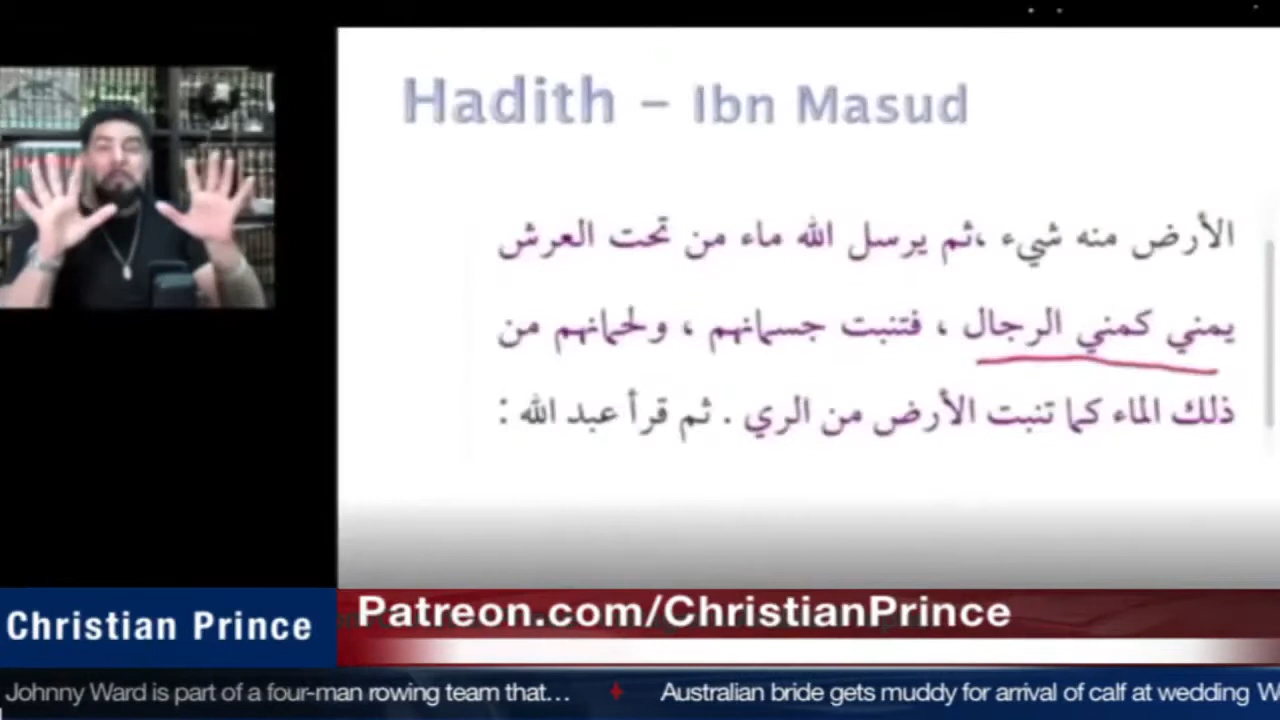 Hadith – Ibn Masud
الأرض منه شيء ،ثم يرسل الله ماء من تحت العرش
يمني كمني الرجال ، فتنبت جسمانهم ، ولحمانهم من
ذلك الماء كما تنبت الأرض من الري . ثم قرأ عبد الله :
Christian Prince
Patreon.com/ChristianPrince
Johnny Ward is part of a four-man rowing team that... Australian bride gets muddy for arrival of calf at wedding